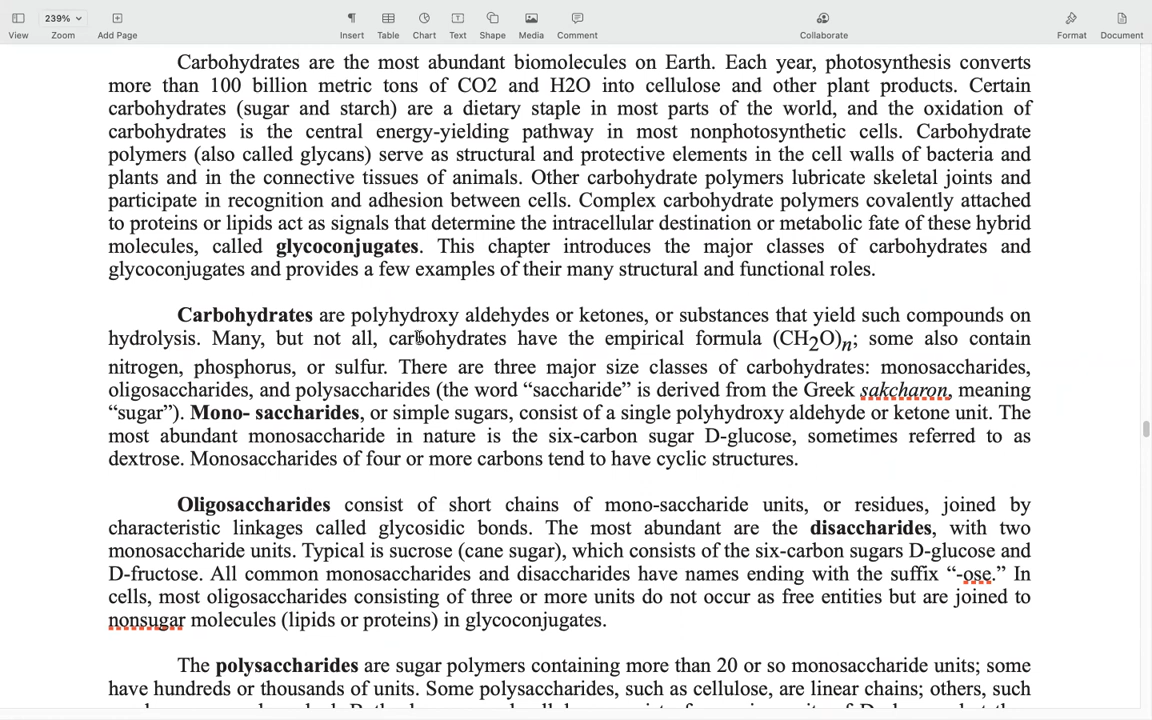 239%
View
Zoom
Add Page
Insert
Table
Chart
Text
Shape
Media
Comment
Collaborate
Format
Document
Carbohydrates are the most abundant biomolecules on Earth. Each year, photosynthesis converts
more than 100 billion metric tons of CO2 and H2O into cellulose and other plant products. Certain
carbohydrates (sugar and starch) are a dietary staple in most parts of the world, and the oxidation of
carbohydrates is the central energy-yielding pathway in most nonphotosynthetic cells. Carbohydrate
polymers (also called glycans) serve as structural and protective elements in the cell walls of bacteria and
plants and in the connective tissues of animals. Other carbohydrate polymers lubricate skeletal joints and
participate in recognition and adhesion between cells. Complex carbohydrate polymers covalently attached
to proteins or lipids act as signals that determine the intracellular destination or metabolic fate of these hybrid
molecules, called glycoconjugates. This chapter introduces the major classes of carbohydrates and
glycoconjugates and provides a few examples of their many structural and functional roles.
Carbohydrates are polyhydroxy aldehydes or ketones, or substances that yield such compounds on
hydrolysis. Many, but not all, carbohydrates have the empirical formula (CH2O)n; some also contain
nitrogen, phosphorus, or sulfur. There are three major size classes of carbohydrates: monosaccharides,
oligosaccharides, and polysaccharides (the word “saccharide” is derived from the Greek sakcharon, meaning
“sugar”). Mono- saccharides, or simple sugars, consist of a single polyhydroxy aldehyde or ketone unit. The
most abundant monosaccharide in nature is the six-carbon sugar D-glucose, sometimes referred to as
dextrose. Monosaccharides of four or more carbons tend to have cyclic structures.
Oligosaccharides consist of short chains of mono-saccharide units, or residues, joined by
characteristic linkages called glycosidic bonds. The most abundant are the disaccharides, with two
monosaccharide units. Typical is sucrose (cane sugar), which consists of the six-carbon sugars D-glucose and
D-fructose. All common monosaccharides and disaccharides have names ending with the suffix “-ose.” In
cells, most oligosaccharides consisting of three or more units do not occur as free entities but are joined to
nonsugar molecules (lipids or proteins) in glycoconjugates.
The polysaccharides are sugar polymers containing more than 20 or so monosaccharide units; some
have hundreds or thousands of units. Some polysaccharides, such as cellulose, are linear chains; others, such